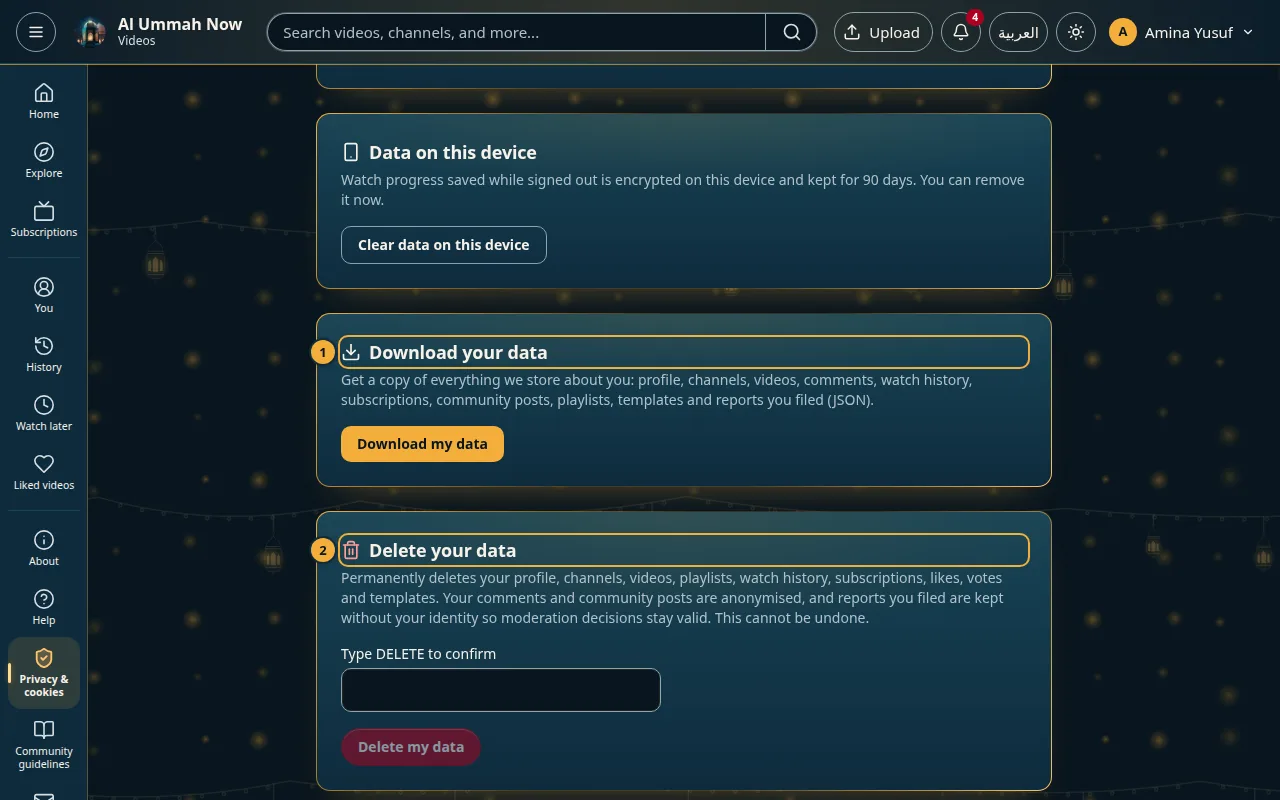 Al Ummah Now
Videos
Search videos, channels, and more...
Upload
4
العربية
A
Amina Yusuf
Home
Explore
Subscriptions
You
History
Watch later
Liked videos
About
Help
Privacy &
cookies
Community
guidelines
Data on this device
Watch progress saved while signed out is encrypted on this device and kept for 90 days. You can remove
it now.
Clear data on this device
1
Download your data
Get a copy of everything we store about you: profile, channels, videos, comments, watch history,
subscriptions, community posts, playlists, templates and reports you filed (JSON).
Download my data
2
Delete your data
Permanently deletes your profile, channels, videos, playlists, watch history, subscriptions, likes, votes
and templates. Your comments and community posts are anonymised, and reports you filed are kept
without your identity so moderation decisions stay valid. This cannot be undone.
Type DELETE to confirm
Delete my data